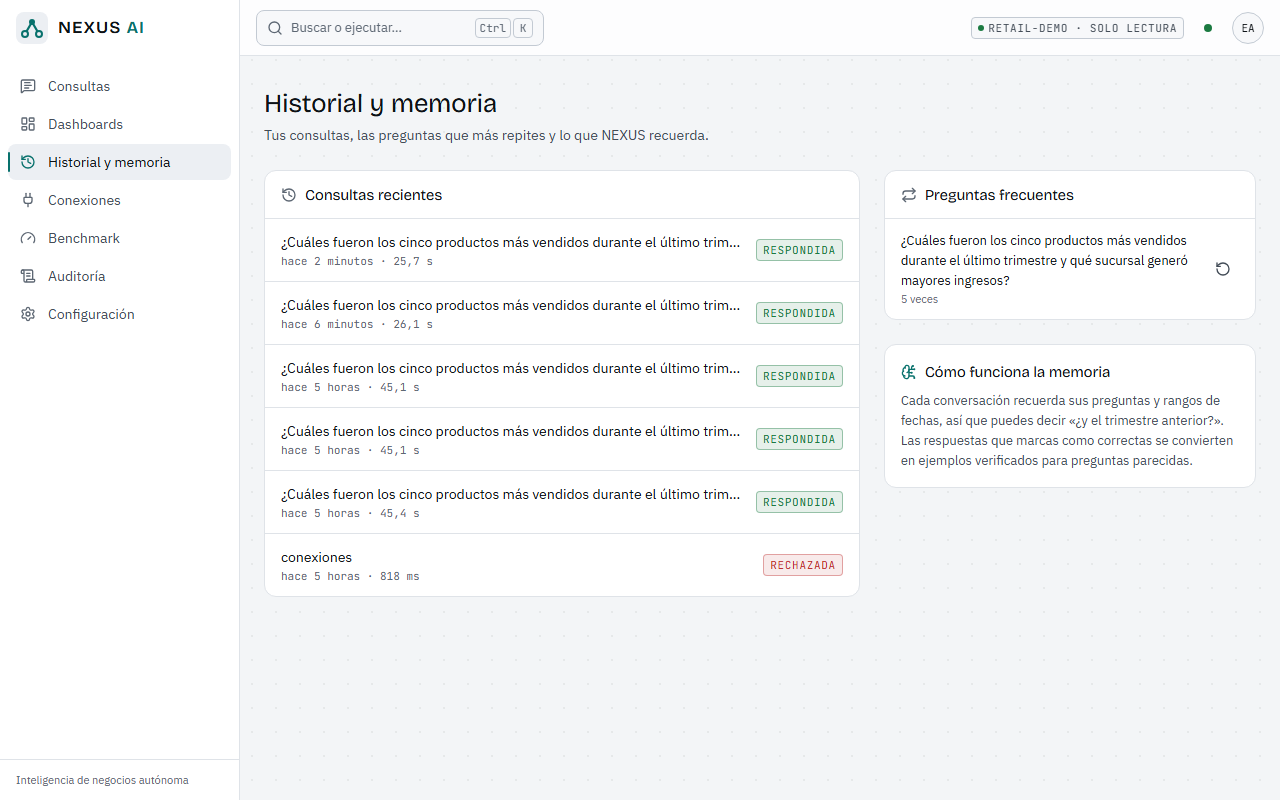 NEXUS AI
Buscar o ejecutar...
Ctrl K
RETAIL-DEMO · SOLO LECTURA
EA
Consultas
Dashboards
Historial y memoria
Conexiones
Benchmark
Auditoría
Configuración
Inteligencia de negocios autónoma
Historial y memoria
Tus consultas, las preguntas que más repites y lo que NEXUS recuerda.
Consultas recientes
¿Cuáles fueron los cinco productos más vendidos durante el último trim...
hace 2 minutos · 25,7 s
RESPONDIDA
¿Cuáles fueron los cinco productos más vendidos durante el último trim...
hace 6 minutos · 26,1 s
RESPONDIDA
¿Cuáles fueron los cinco productos más vendidos durante el último trim...
hace 5 horas · 45,1 s
RESPONDIDA
¿Cuáles fueron los cinco productos más vendidos durante el último trim...
hace 5 horas · 45,1 s
RESPONDIDA
¿Cuáles fueron los cinco productos más vendidos durante el último trim...
hace 5 horas · 45,4 s
RESPONDIDA
conexiones
hace 5 horas · 818 ms
RECHAZADA
Preguntas frecuentes
¿Cuáles fueron los cinco productos más vendidos
durante el último trimestre y qué sucursal generó
mayores ingresos?
5 veces
Cómo funciona la memoria
Cada conversación recuerda sus preguntas y rangos de
fechas, así que puedes decir «¿y el trimestre anterior?».
Las respuestas que marcas como correctas se convierten
en ejemplos verificados para preguntas parecidas.